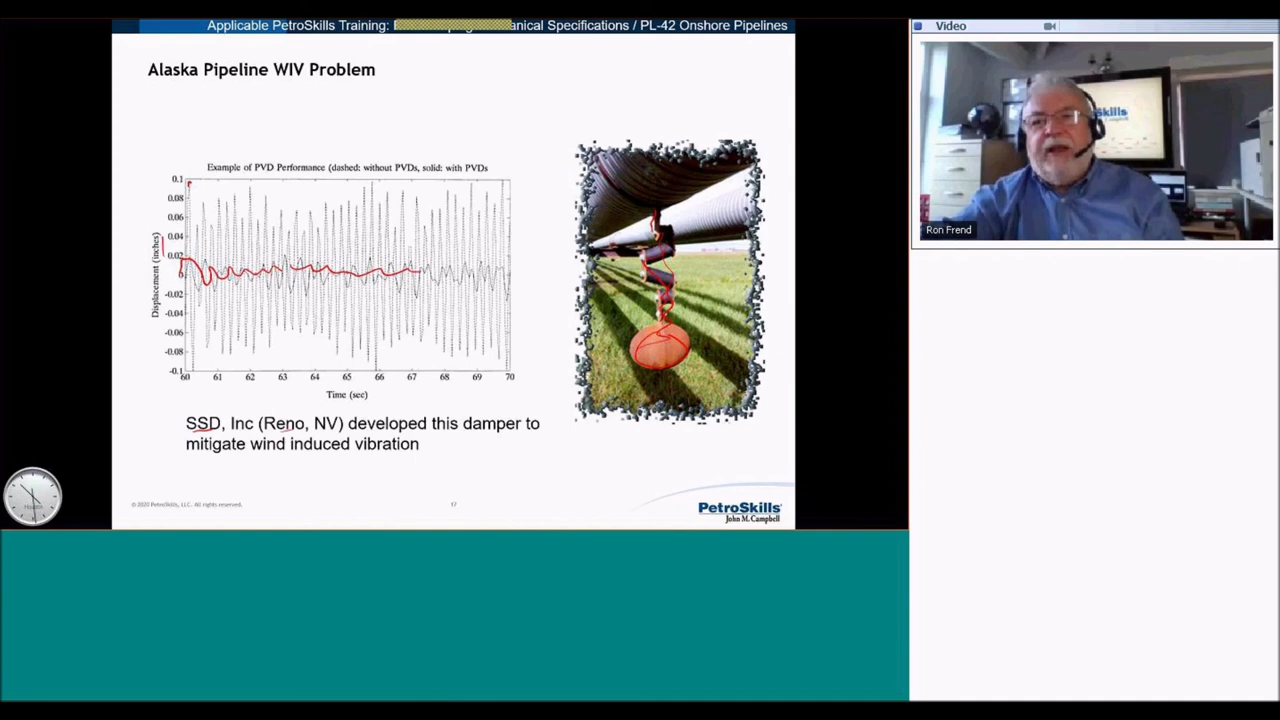 Applicable PetroSkills Training:
anical Specifications / PL-42 Onshore Pipelines
Alaska Pipeline WIV Problem
Example of PVD Performance (dashed: without PVDs, solid: with PVDs
Displacement (inches)
0.1
0.08
0.06
0.04
0.02
0
-0.02
-0.04
-0.06
-0.08
-0.1
60 61 62 63 64 65 66 67 68 69 70
Time (sec)
SSD, Inc (Reno, NV) developed this damper to
mitigate wind induced vibration
© 2020 PetroSkills, LLC. All rights reserved.
17
PetroSkills
John M. Campbell
Houston
Video
Skills
Campbell
Ron Frend